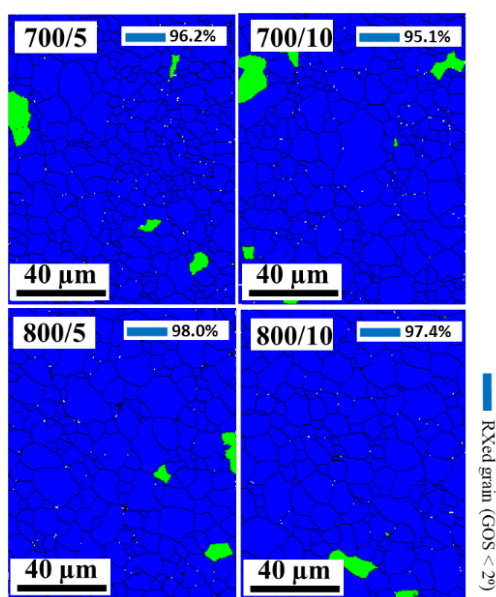 700/5
96.2%
700/10
95.1%
40 µm
40 µm
800/5
98.0%
800/10
97.4%
40 µm
40 µm
RXed grain (GOS < 2º)